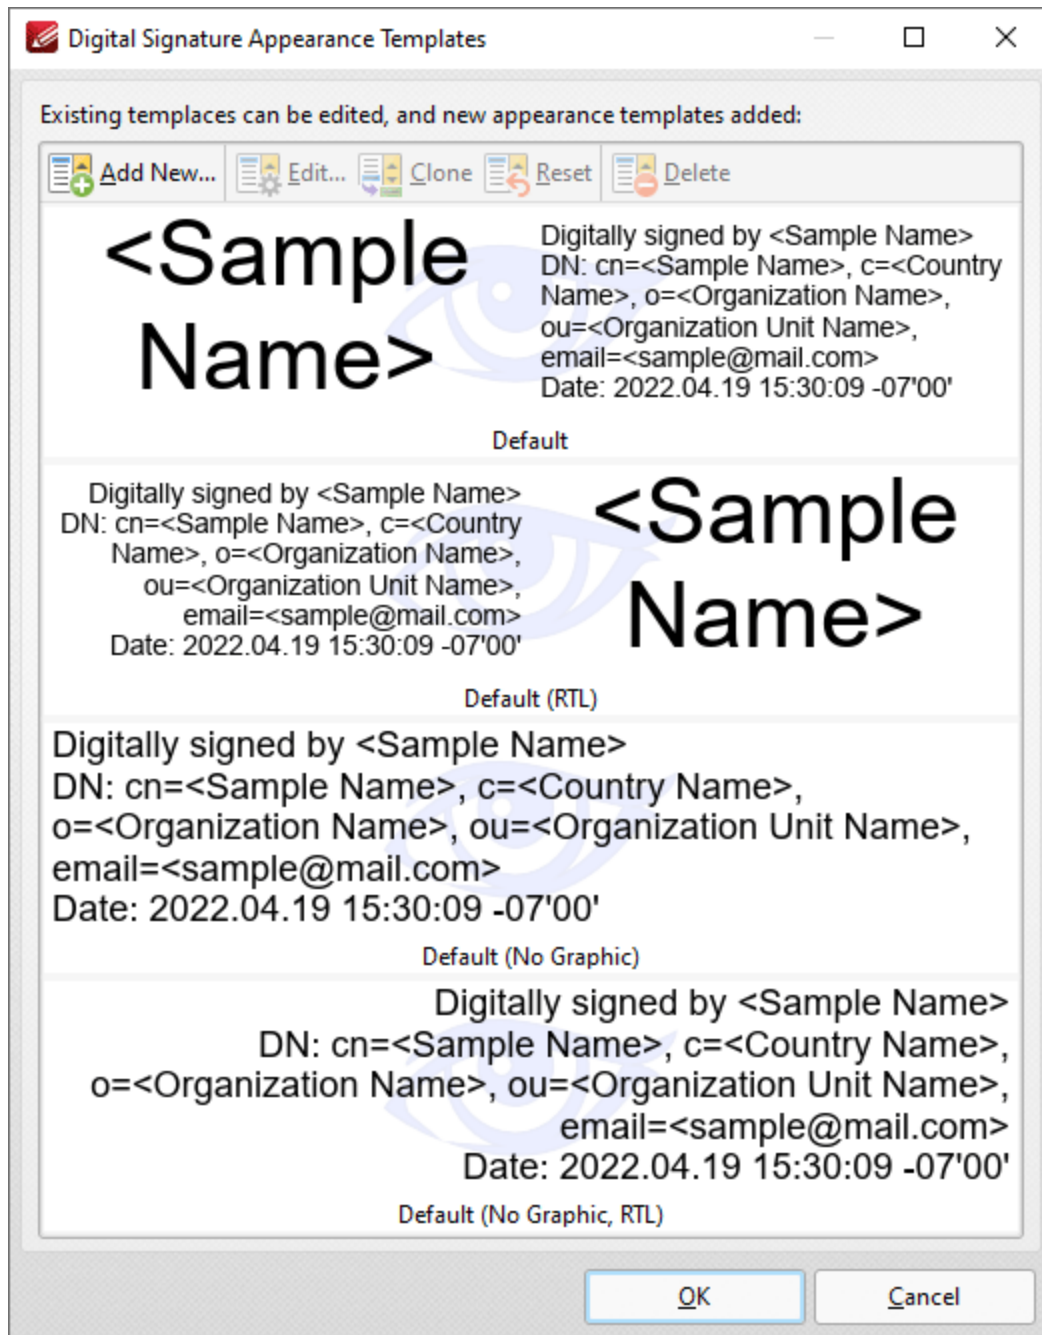 Digital Signature Appearance Templates
Existing templaces can be edited, and new appearance templates added:
Add New... Edit... Clone Reset Delete
<Sample
Name>
Digitally signed by <Sample Name>
DN: cn=<Sample Name>, c=<Country
Name>, o=<Organization Name>,
ou=<Organization Unit Name>,
email=<sample@mail.com>
Date: 2022.04.19 15:30:09 -07'00'
Default
Digitally signed by <Sample Name>
DN: cn=<Sample Name>, c=<Country
Name>, o=<Organization Name>,
ou=<Organization Unit Name>,
email=<sample@mail.com>
Date: 2022.04.19 15:30:09 -07'00'
<Sample
Name>
Default (RTL)
Digitally signed by <Sample Name>
DN: cn=<Sample Name>, c=<Country Name>,
o=<Organization Name>, ou=<Organization Unit Name>,
email=<sample@mail.com>
Date: 2022.04.19 15:30:09 -07'00'
Default (No Graphic)
Digitally signed by <Sample Name>
DN: cn=<Sample Name>, c=<Country Name>,
o=<Organization Name>, ou=<Organization Unit Name>,
email=<sample@mail.com>
Date: 2022.04.19 15:30:09 -07'00'
Default (No Graphic, RTL)
OK Cancel